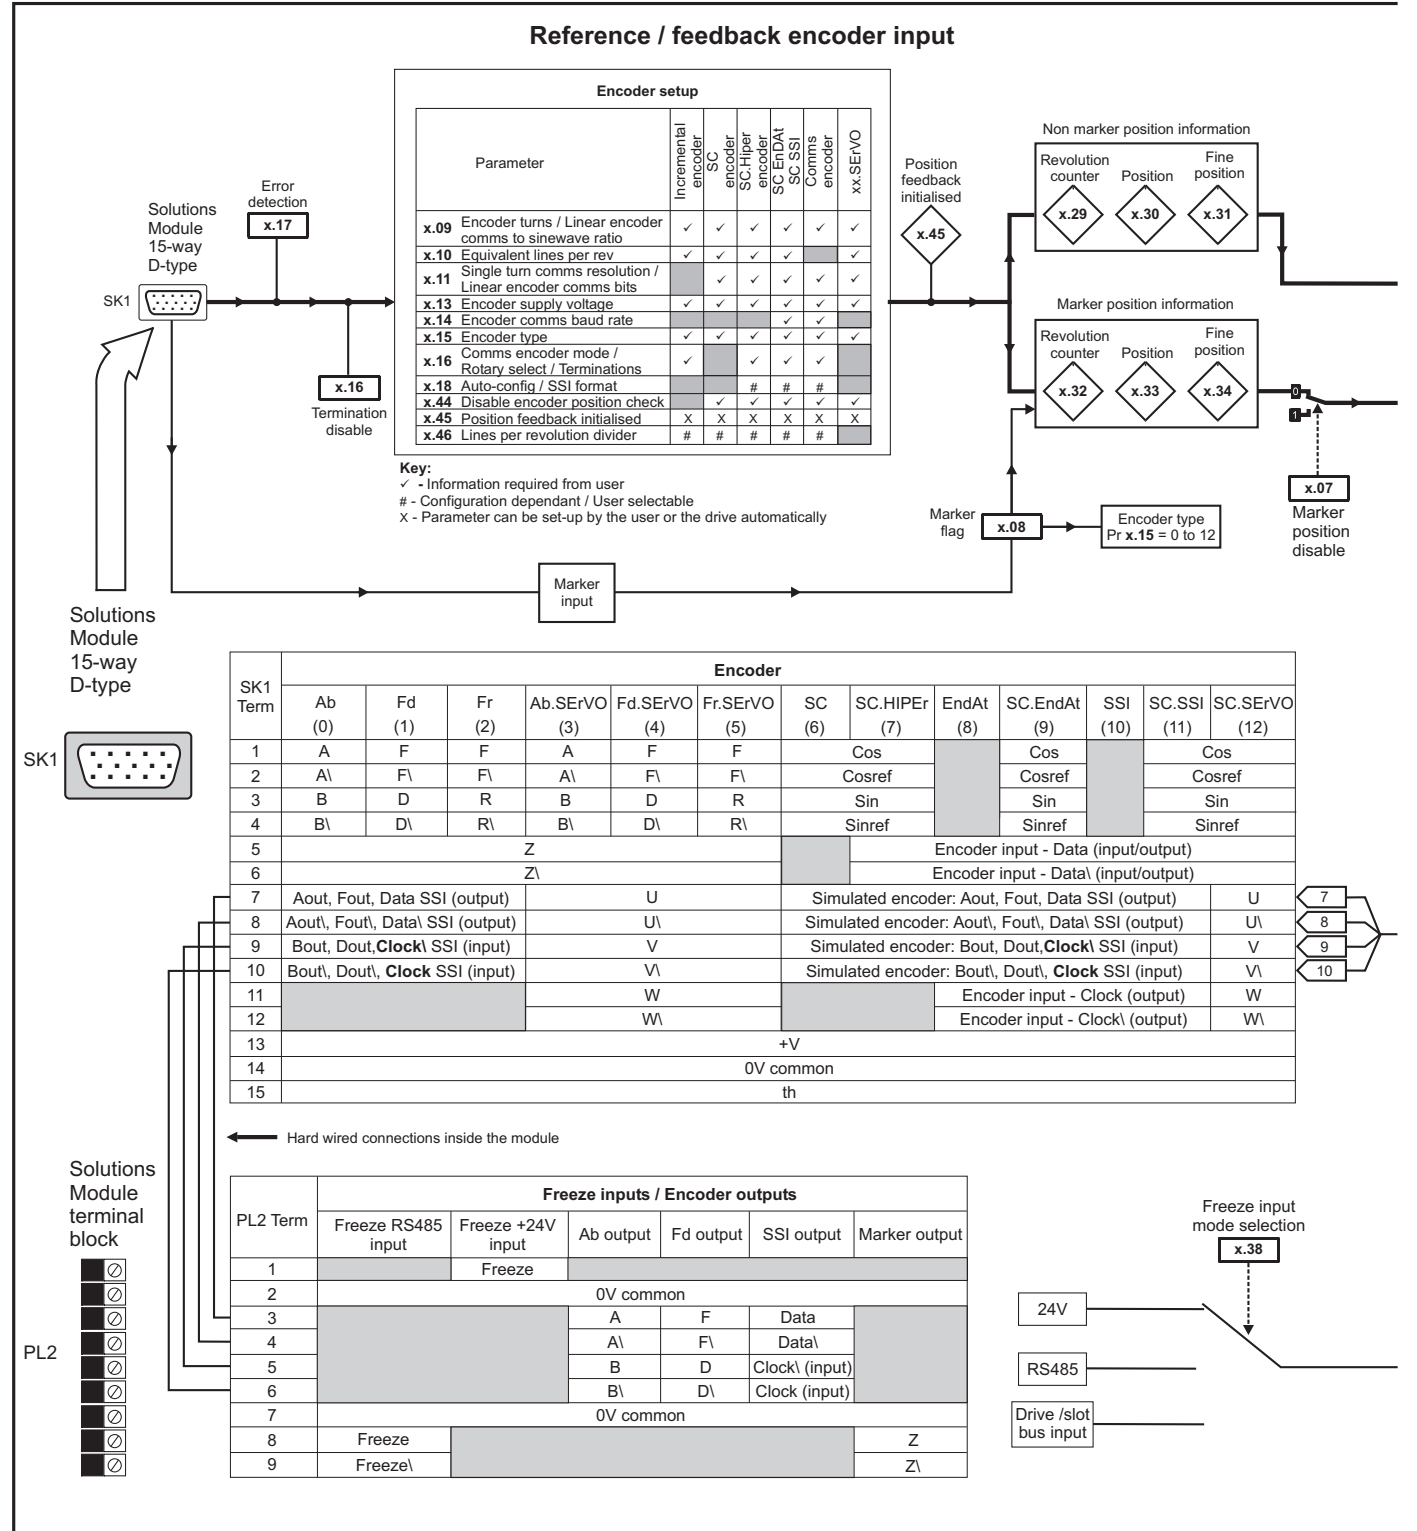 Reference / feedback encoder input
Encoder setup
Parameter
Incremental
encoder
SC
encoder
SC.Hiper
encoder
SC EnDAt
SC SSI
Comms
encoder
xx.SErVO
x.09 Encoder turns / Linear encoder
comms to sinewave ratio ✓ ✓ ✓ ✓ ✓ ✓
x.10 Equivalent lines per rev ✓ ✓ ✓ ✓ ✓
x.11 Single turn comms resolution /
Linear encoder comms bits ✓ ✓ ✓ ✓ ✓
x.13 Encoder supply voltage ✓ ✓ ✓ ✓ ✓ ✓
x.14 Encoder comms baud rate ✓ ✓
x.15 Encoder type ✓ ✓ ✓ ✓ ✓ ✓
x.16 Comms encoder mode /
Rotary select / Terminations ✓ ✓ ✓ ✓
x.18 Auto-config / SSI format # # #
x.44 Disable encoder position check ✓ ✓ ✓ ✓ ✓
x.45 Position feedback initialised X X X X X X
x.46 Lines per revolution divider # # # # #
Key:
✓ - Information required from user
# - Configuration dependant / User selectable
X - Parameter can be set-up by the user or the drive automatically
Solutions
Module
15-way
D-type
SK1
Error
detection
x.17
x.16
Termination
disable
Position
feedback
initialised
x.45
Non marker position information
Revolution
counter
Position
Fine
position
x.29 x.30 x.31
Marker position information
Revolution
counter
Position
Fine
position
x.32 x.33 x.34
0
1
x.07
Marker
position
disable
Marker
flag
x.08
Encoder type
Pr x.15 = 0 to 12
Marker
input
Solutions
Module
15-way
D-type
SK1
SK1
Term
Encoder
Ab
(0)
Fd
(1)
Fr
(2)
Ab.SErVO
(3)
Fd.SErVO
(4)
Fr.SErVO
(5)
SC
(6)
SC.HIPEr
(7)
EndAt
(8)
SC.EndAt
(9)
SSI
(10)
SC.SSI
(11)
SC.SErVO
(12)
1 A F F A F F Cos Cos Cos
2 A\ F\ F\ A\ F\ F\ Cosref Cosref Cosref
3 B D R B D R Sin Sin Sin
4 B\ D\ R\ B\ D\ R\ Sinref Sinref Sinref
5 Z Encoder input - Data (input/output)
6 Z\ Encoder input - Data\ (input/output)
7 Aout, Fout, Data SSI (output) U Simulated encoder: Aout, Fout, Data SSI (output) U 7
8 Aout\, Fout\, Data\ SSI (output) U\ Simulated encoder: Aout\, Fout\, Data\ SSI (output) U\ 8
9 Bout, Dout,Clock\ SSI (input) V Simulated encoder: Bout, Dout,Clock\ SSI (input) V 9
10 Bout\, Dout\, Clock SSI (input) V\ Simulated encoder: Bout\, Dout\, Clock SSI (input) V\ 10
11 W Encoder input - Clock (output) W
12 W\ Encoder input - Clock\ (output) W\
13 +V
14 0V common
15 th
Hard wired connections inside the module
Solutions
Module
terminal
block
PL2
PL2 Term
Freeze inputs / Encoder outputs
Freeze RS485
input
Freeze +24V
input
Ab output Fd output SSI output Marker output
1 Freeze
2 0V common
3 A F Data
4 A\ F\ Data\
5 B D Clock\ (input)
6 B\ D\ Clock (input)
7 0V common
8 Freeze Z
9 Freeze\ Z\
Freeze input
mode selection
x.38
24V
RS485
Drive /slot
bus input